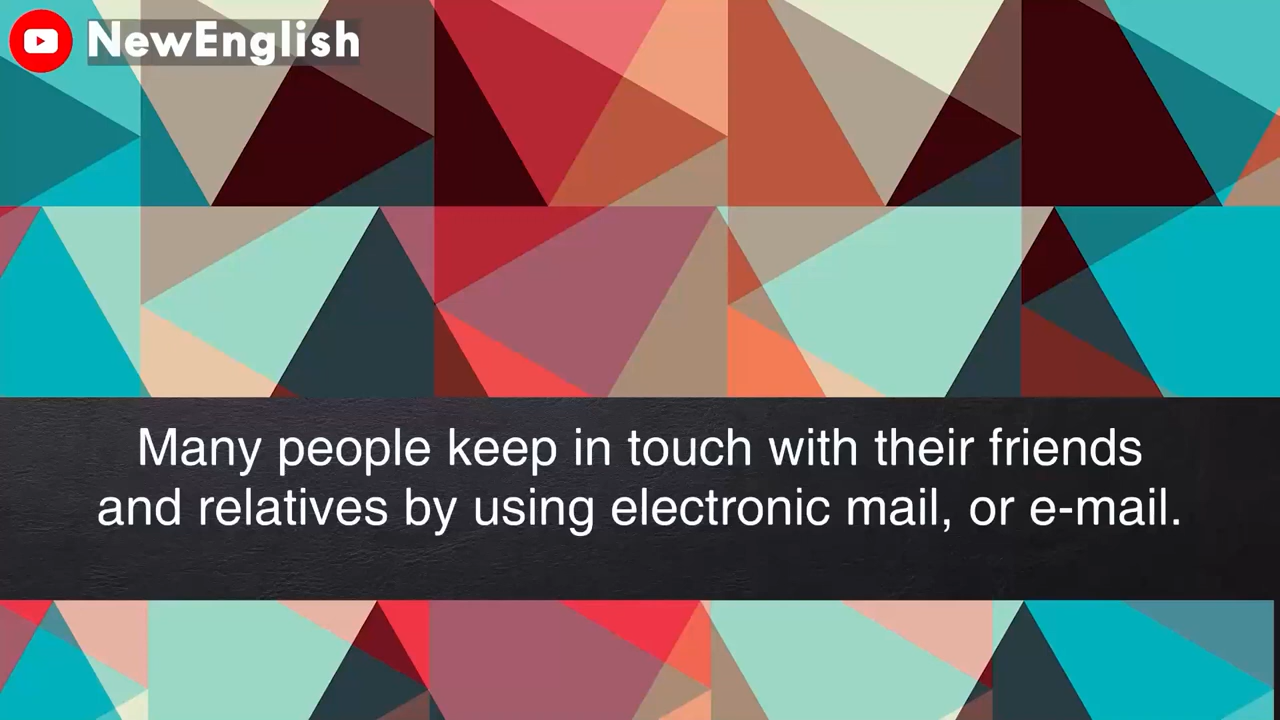 NewEnglish
Many people keep in touch with their friends
and relatives by using electronic mail, or e-mail.